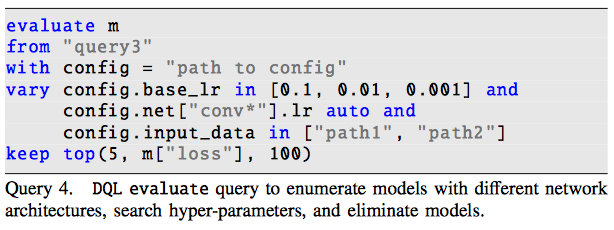 evaluate m
from "query3"
with config = "path to config"
vary config.base_lr in [0.1, 0.01, 0.001] and
     config.net["conv*"].lr auto and
     config.input_data in ["path1", "path2"]
keep top(5, m["loss"], 100)
Query 4. DQL evaluate query to enumerate models with different network
architectures, search hyper-parameters, and eliminate models.